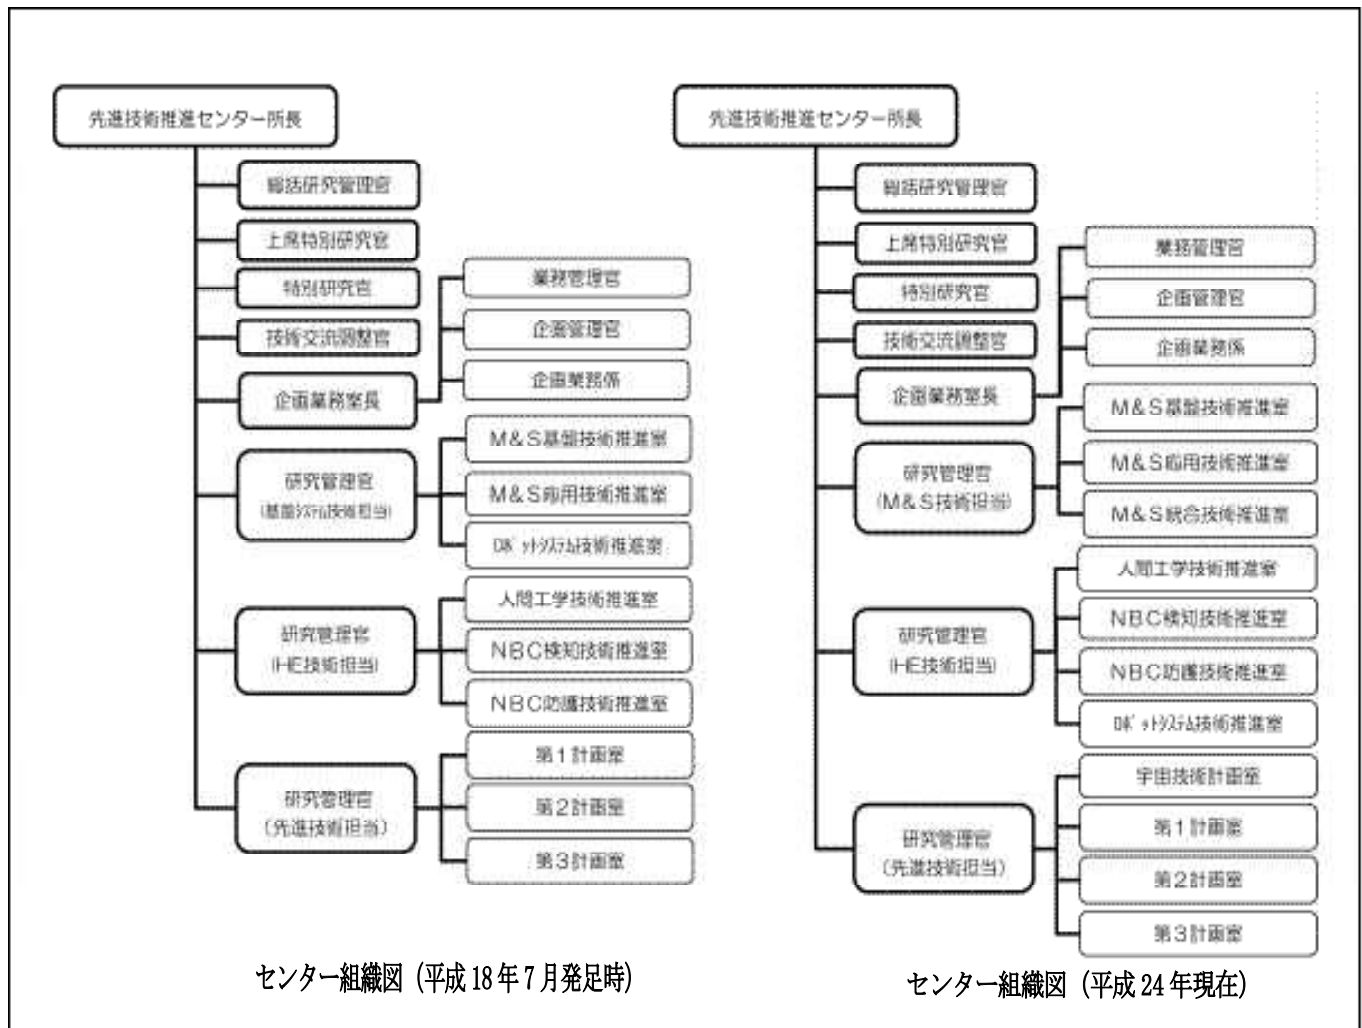 先進技術推進センター所長
総括研究管理官
上席特別研究官
特別研究官
技術交流調整官
企画業務室長
業務管理官
企画管理官
企画業務係
研究管理官
(基盤システム技術担当)
M&S基盤技術推進室
M&S応用技術推進室
ロボットシステム技術推進室
研究管理官
(HE技術担当)
人間工学技術推進室
NBC検知技術推進室
NBC防護技術推進室
研究管理官
(先進技術担当)
第1計画室
第2計画室
第3計画室
センター組織図(平成18年7月発足時)
先進技術推進センター所長
総括研究管理官
上席特別研究官
特別研究官
技術交流調整官
企画業務室長
業務管理官
企画管理官
企画業務係
研究管理官
(M&S技術担当)
M&S基盤技術推進室
M&S応用技術推進室
M&S統合技術推進室
研究管理官
(HE技術担当)
人間工学技術推進室
NBC検知技術推進室
NBC防護技術推進室
ロボットシステム技術推進室
研究管理官
(先進技術担当)
宇宙技術計画室
第1計画室
第2計画室
第3計画室
センター組織図(平成24年現在)